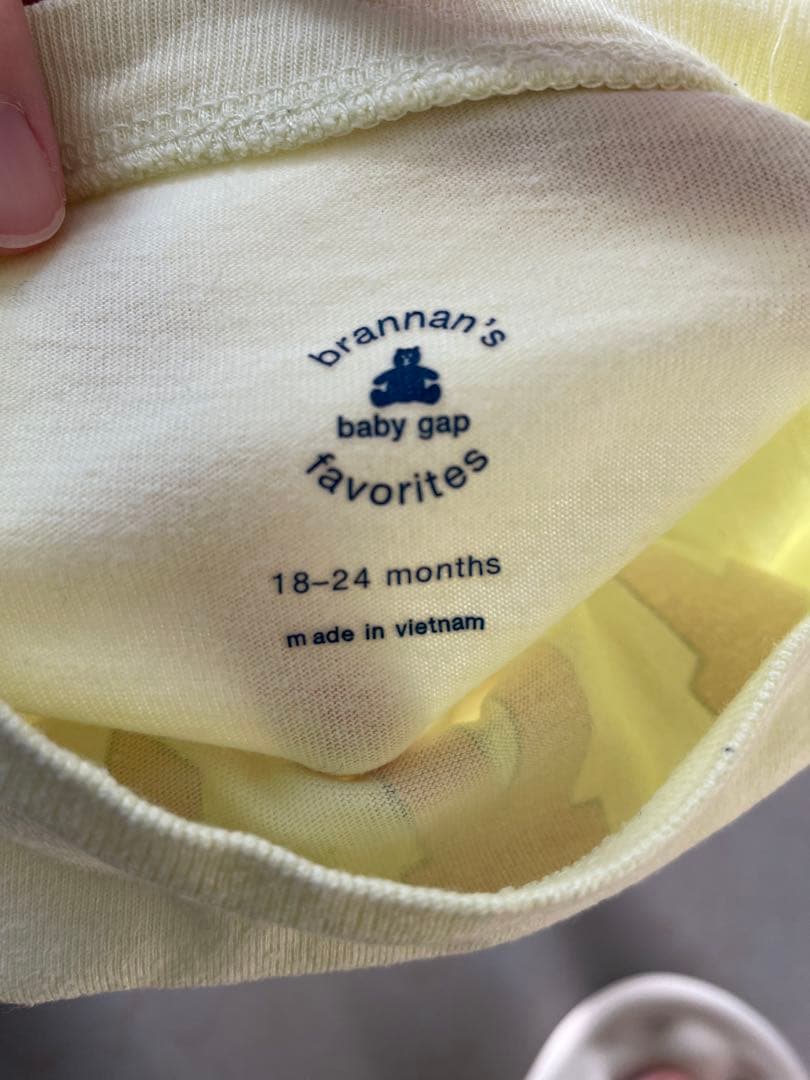 brannan's
baby gap
favorites
18–24 months
made in vietnam